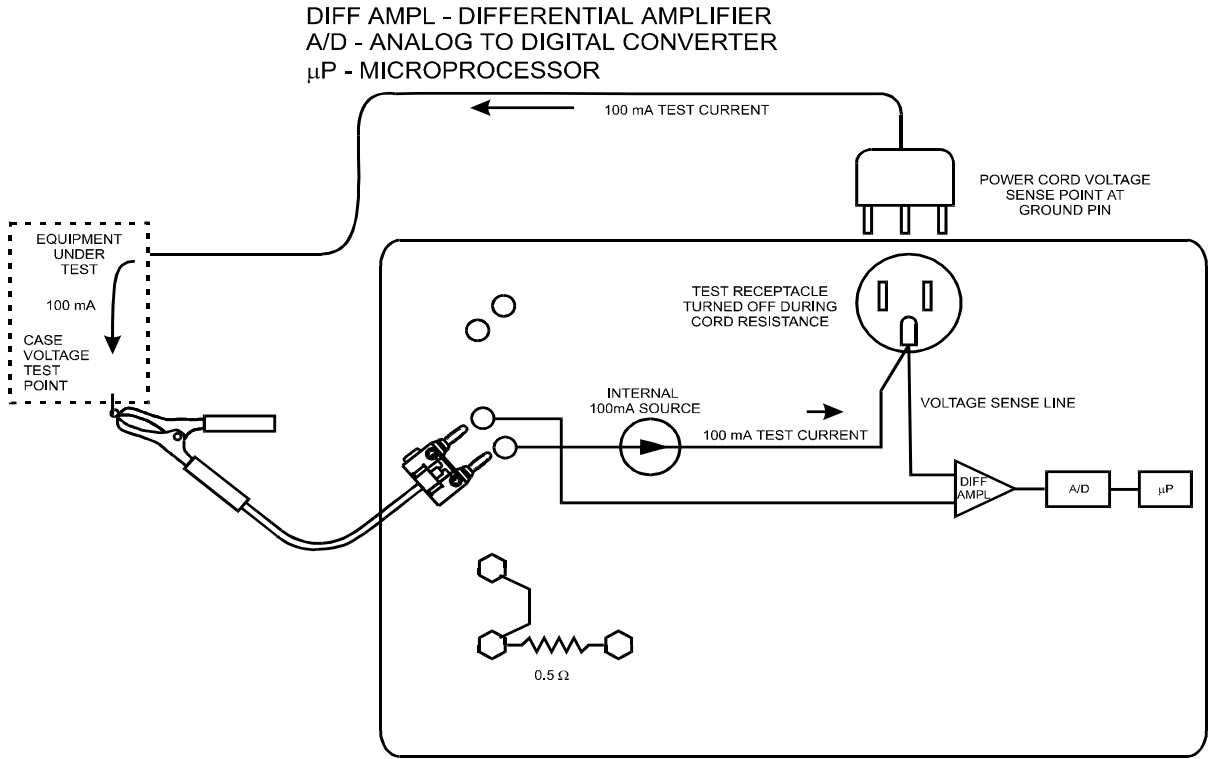 DIFF AMPL - DIFFERENTIAL AMPLIFIER
A/D - ANALOG TO DIGITAL CONVERTER
μP - MICROPROCESSOR
100 mA TEST CURRENT
POWER CORD VOLTAGE
SENSE POINT AT
GROUND PIN
EQUIPMENT
UNDER
TEST
100 mA
CASE
VOLTAGE
TEST
POINT
TEST RECEPTACLE
TURNED OFF DURING
CORD RESISTANCE
INTERNAL
100mA SOURCE
100 mA TEST CURRENT
VOLTAGE SENSE LINE
DIFF
AMPL
A/D
μP
0.5 Ω